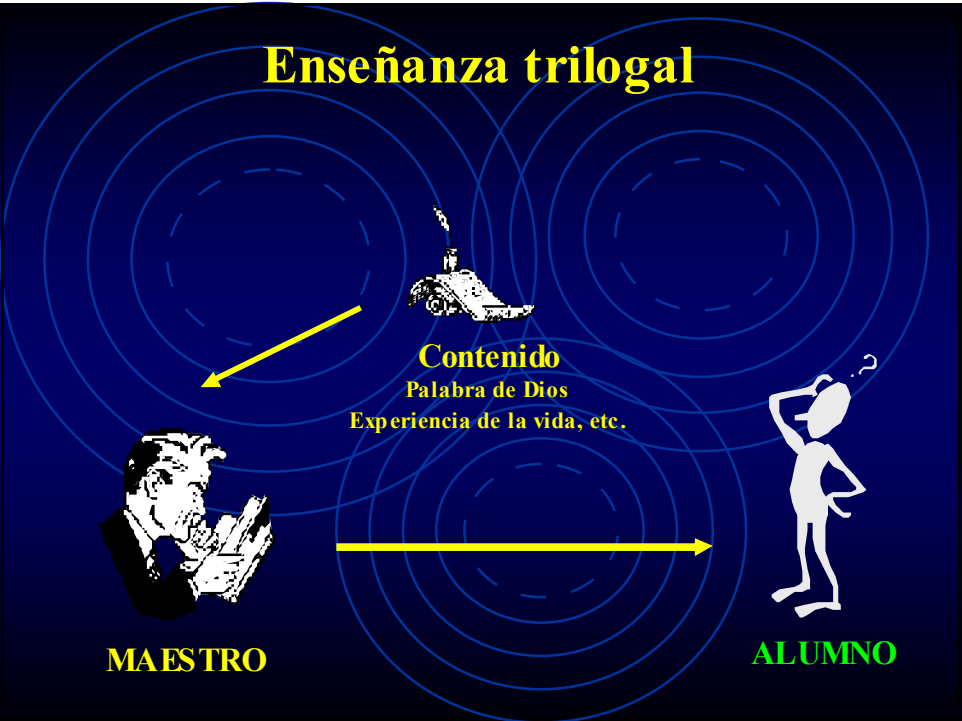 Enseñanza trilogal
Contenido
Palabra de Dios
Experiencia de la vida, etc.
MAESTRO
ALUMNO